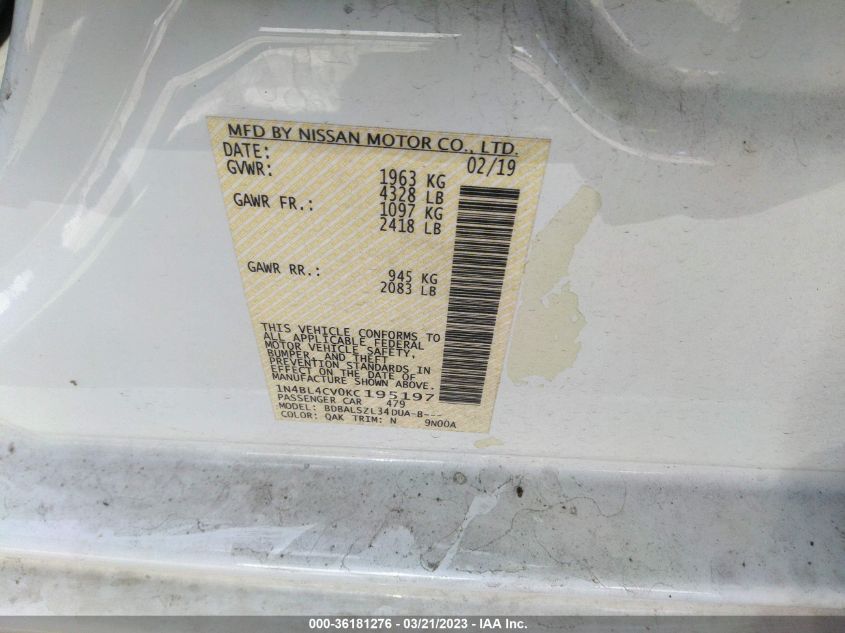 MFD BY NISSAN MOTOR CO., LTD.
DATE: 02/19
GVWR: 1963 KG
4328 LB
GAWR FR.: 1097 KG
2418 LB
GAWR RR.: 945 KG
2083 LB
THIS VEHICLE CONFORMS TO
ALL APPLICABLE FEDERAL
MOTOR VEHICLE SAFETY,
BUMPER, AND THEFT
PREVENTION STANDARDS IN
EFFECT ON THE DATE OF
MANUFACTURE SHOWN ABOVE.
1N4BL4CV0KC195197
PASSENGER CAR 479
MODEL: BDBALSZL34DUA-B---
COLOR: QAK TRIM: N 9N00A
000-36181276 - 03/21/2023 - IAA Inc.